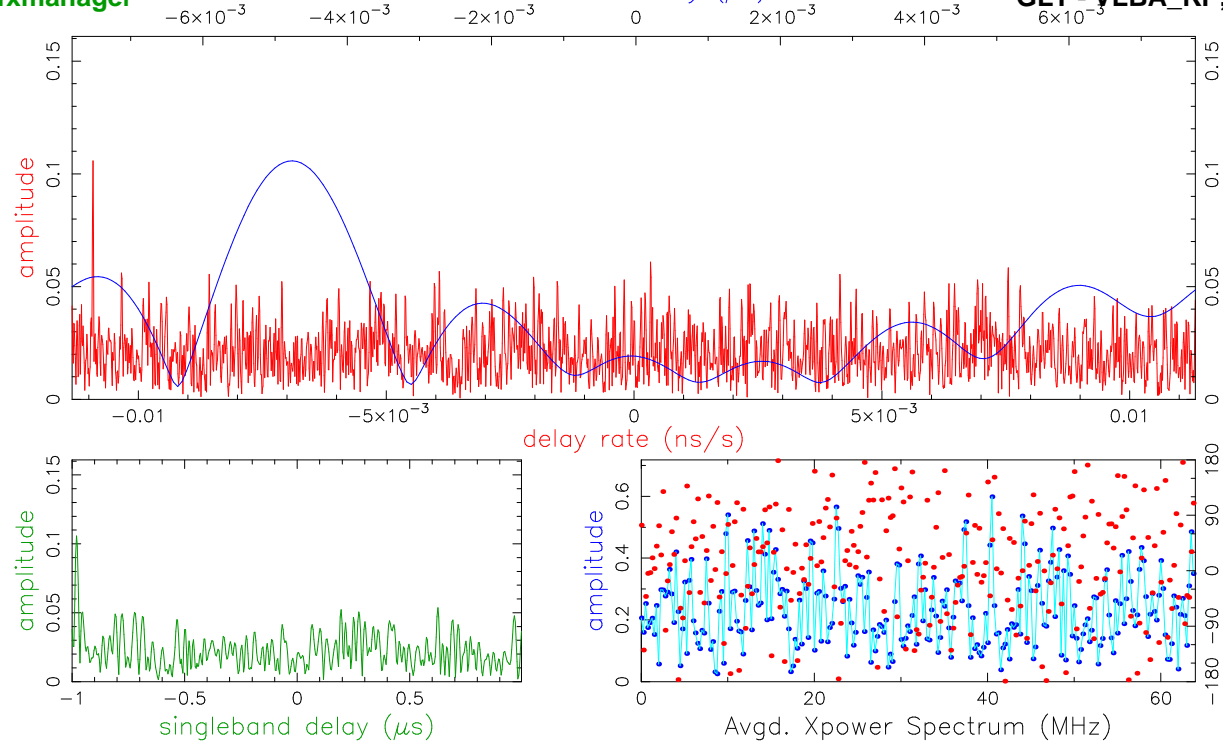 −6×10⁻³ −4×10⁻³ −2×10⁻³ 0 2×10⁻³ 4×10⁻³ 6×10⁻³
amplitude
0 0.05 0.1 0.15
0 0.05 0.1 0.15
−0.01 −5×10⁻³ 0 5×10⁻³ 0.01
delay rate (ns/s)
amplitude
0 0.05 0.1 0.15
−1 −0.5 0 0.5
singleband delay (μs)
amplitude
0 0.2 0.4 0.6
−180 −90 0 90 180
0 20 40 60
Avgd. Xpower Spectrum (MHz)